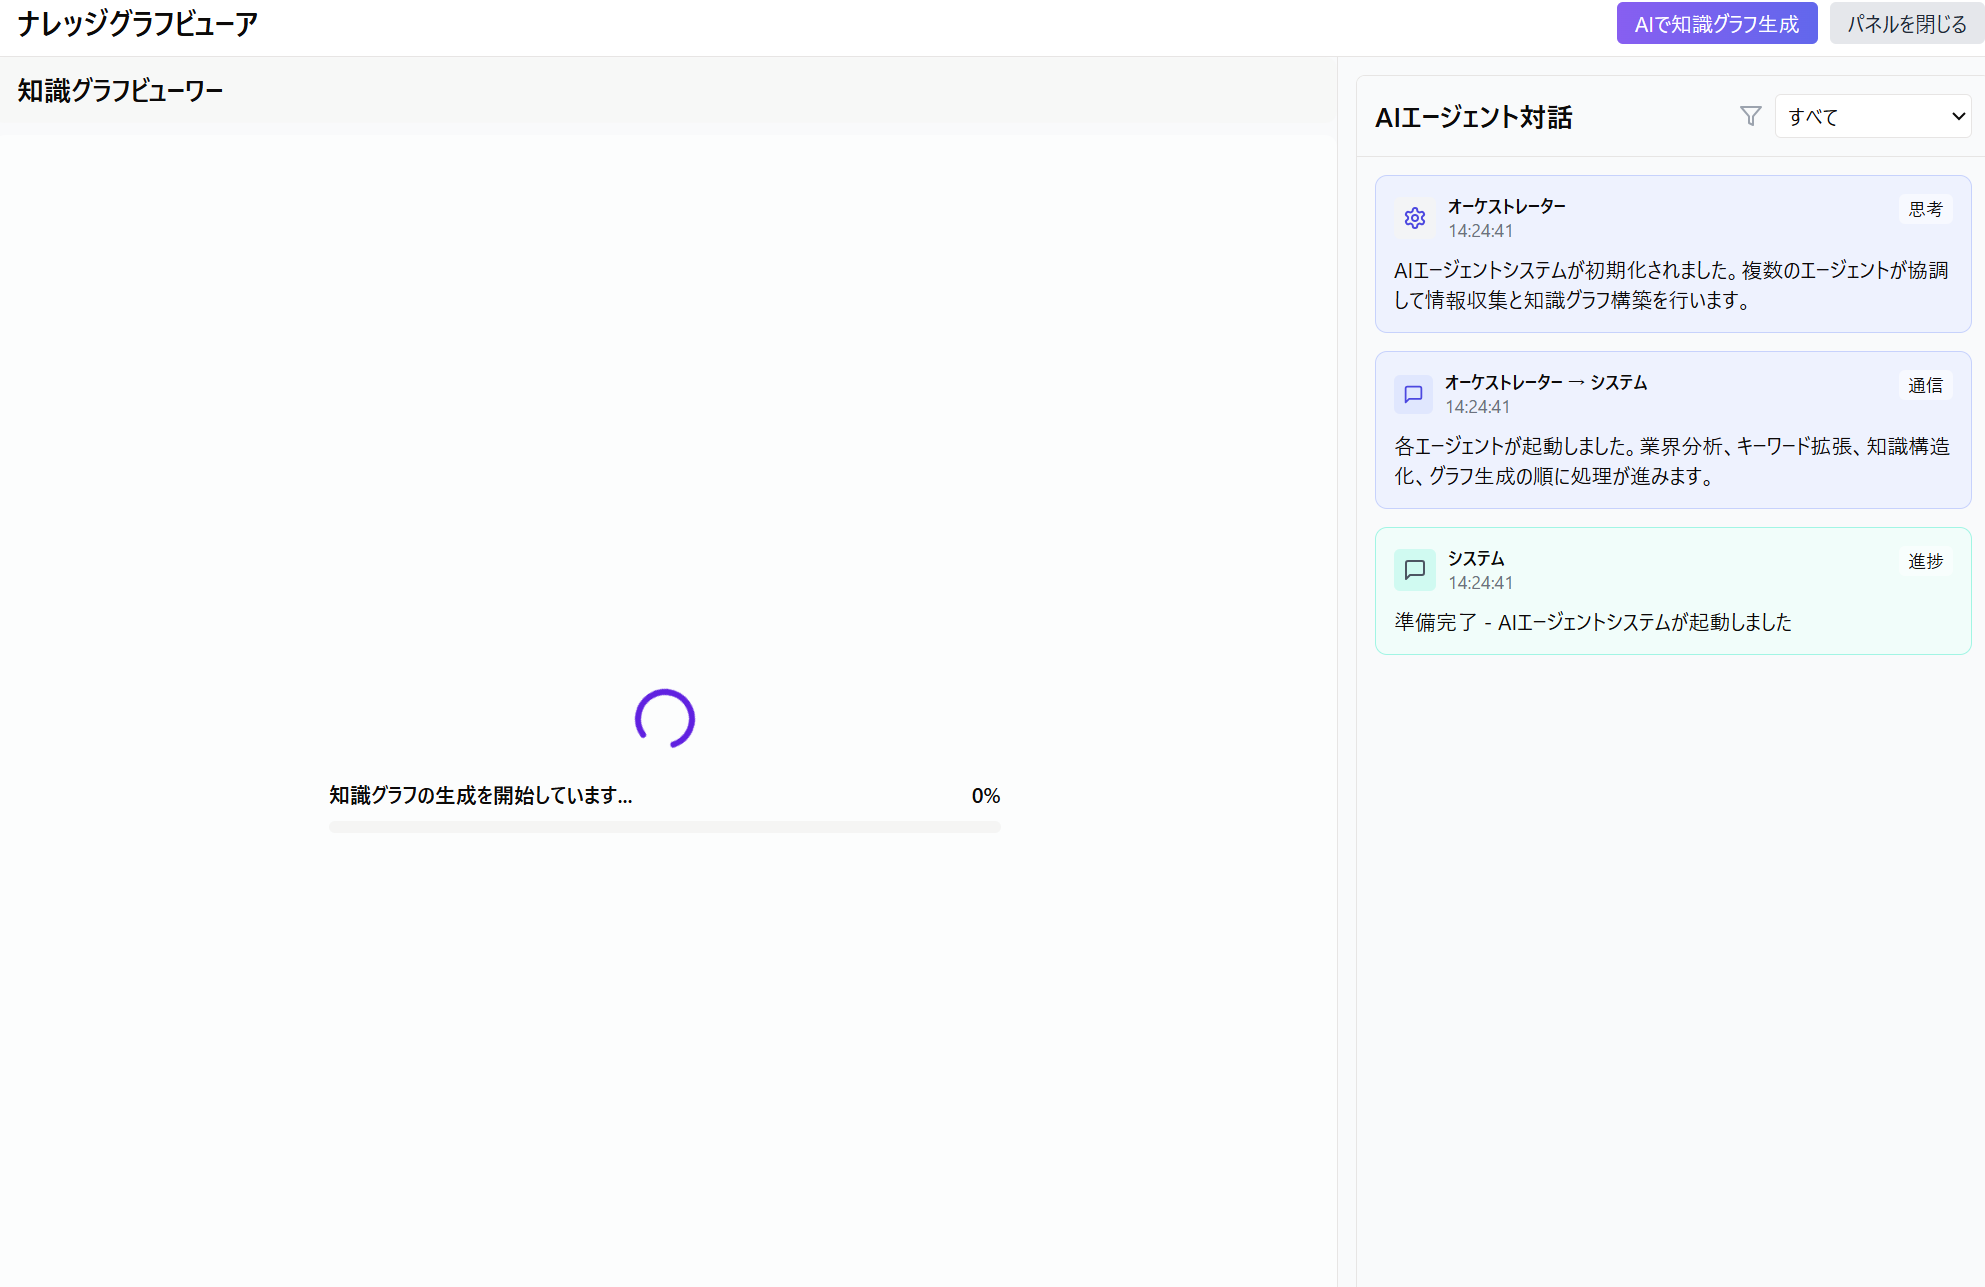 ナレッジグラフビューア
AIで知識グラフ生成
パネルを閉じる
知識グラフビューワー
知識グラフの生成を開始しています...
0%
AIエージェント対話
すべて
オーケストレーター
14:24:41
思考
AIエージェントシステムが初期化されました。複数のエージェントが協調
して情報収集と知識グラフ構築を行います。
オーケストレーター → システム
14:24:41
通信
各エージェントが起動しました。業界分析、キーワード拡張、知識構造
化、グラフ生成の順に処理が進みます。
システム
14:24:41
進捗
準備完了 - AIエージェントシステムが起動しました